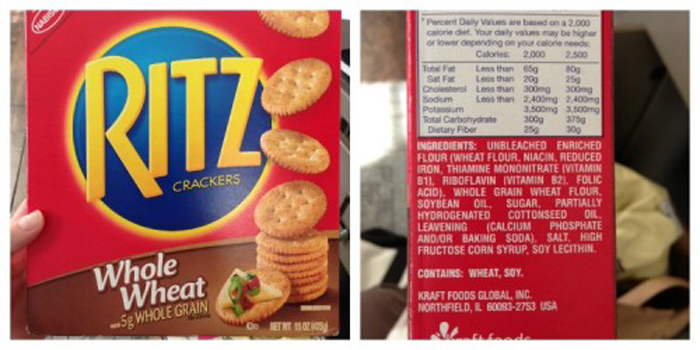 NABISCO
RITZ
CRACKERS
Whole
Wheat
5g WHOLE GRAIN
NET WT 15 OZ (425g)
* Percent Daily Values are based on a 2,000
calorie diet. Your daily values may be higher
or lower depending on your calorie needs:
Calories: 2,000 2,500
Total Fat Less than 65g 80g
Sat Fat Less than 20g 25g
Cholesterol Less than 300mg 300mg
Sodium Less than 2,400mg 2,400mg
Potassium 3,500mg 3,500mg
Total Carbohydrate 300g 375g
Dietary Fiber 25g 30g
INGREDIENTS: UNBLEACHED ENRICHED
FLOUR (WHEAT FLOUR, NIACIN, REDUCED
IRON, THIAMINE MONONITRATE [VITAMIN
B1], RIBOFLAVIN [VITAMIN B2], FOLIC
ACID), WHOLE GRAIN WHEAT FLOUR,
SOYBEAN OIL, SUGAR, PARTIALLY
HYDROGENATED COTTONSEED OIL,
LEAVENING (CALCIUM PHOSPHATE
AND/OR BAKING SODA), SALT, HIGH
FRUCTOSE CORN SYRUP, SOY LECITHIN.
CONTAINS: WHEAT, SOY.
KRAFT FOODS GLOBAL, INC.
NORTHFIELD, IL 60093-2753 USA
kraft foods